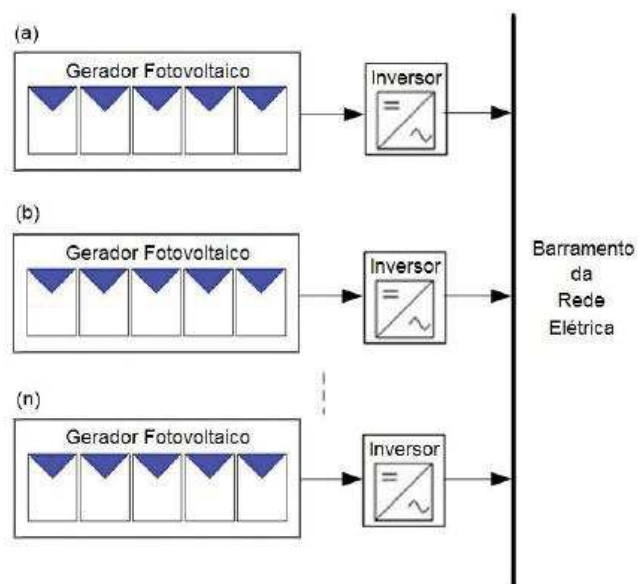 (a)
Gerador Fotovoltaico
Inversor
(b)
Gerador Fotovoltaico
Inversor
Barramento
da
Rede
Elétrica
(n)
Gerador Fotovoltaico
Inversor